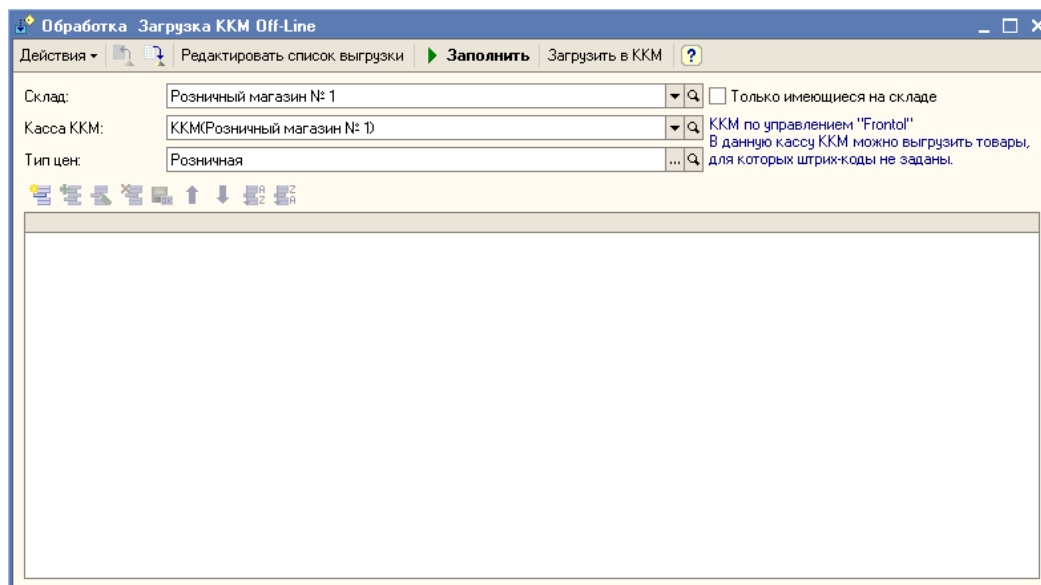 Обработка Загрузка ККМ Off-Line
Действия Редактировать список выгрузки Заполнить Загрузить в ККМ ?
Склад: Розничный магазин № 1 Только имеющиеся на складе
Касса ККМ: ККМ(Розничный магазин № 1) ККМ по управлением "Frontol"
В данную кассу ККМ можно выгрузить товары,
Тип цен: Розничная ... для которых штрих-коды не заданы.